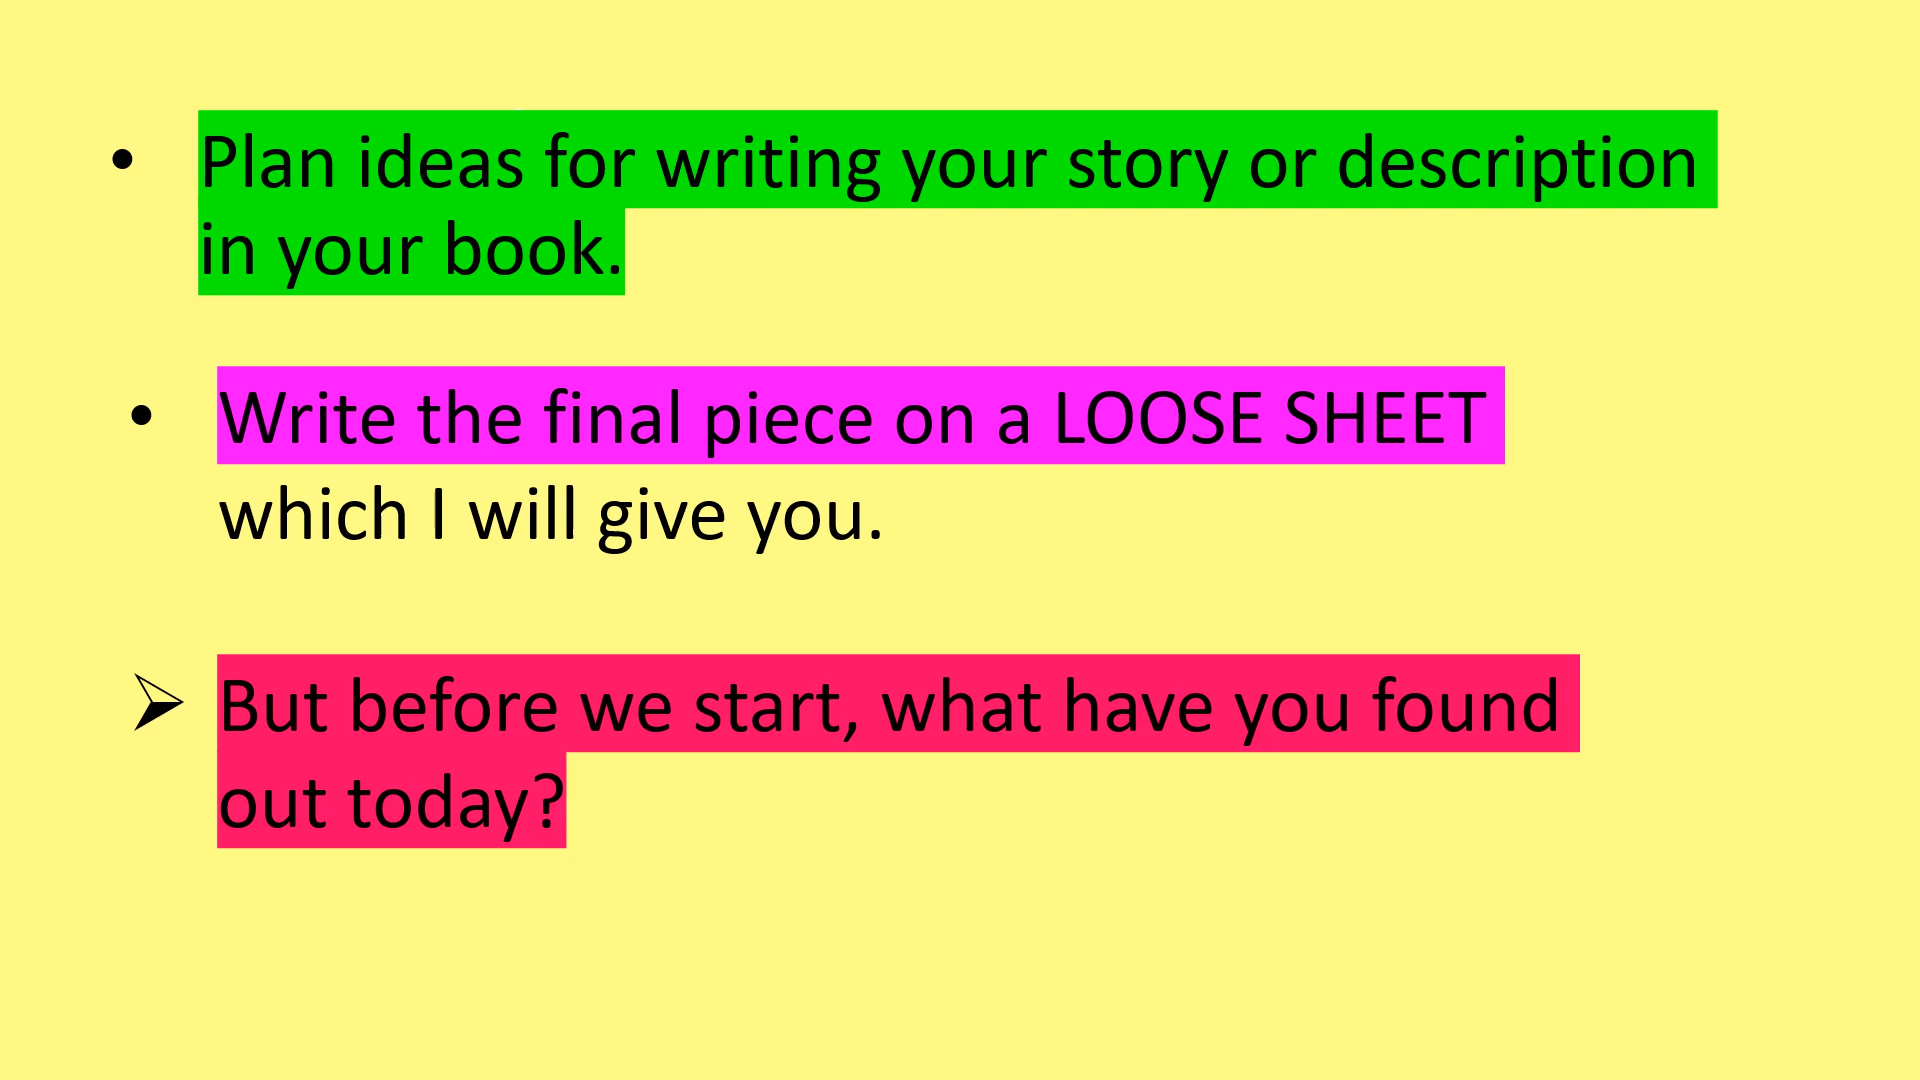 • Plan ideas for writing your story or description
in your book.
• Write the final piece on a LOOSE SHEET
which I will give you.
➢ But before we start, what have you found
out today?